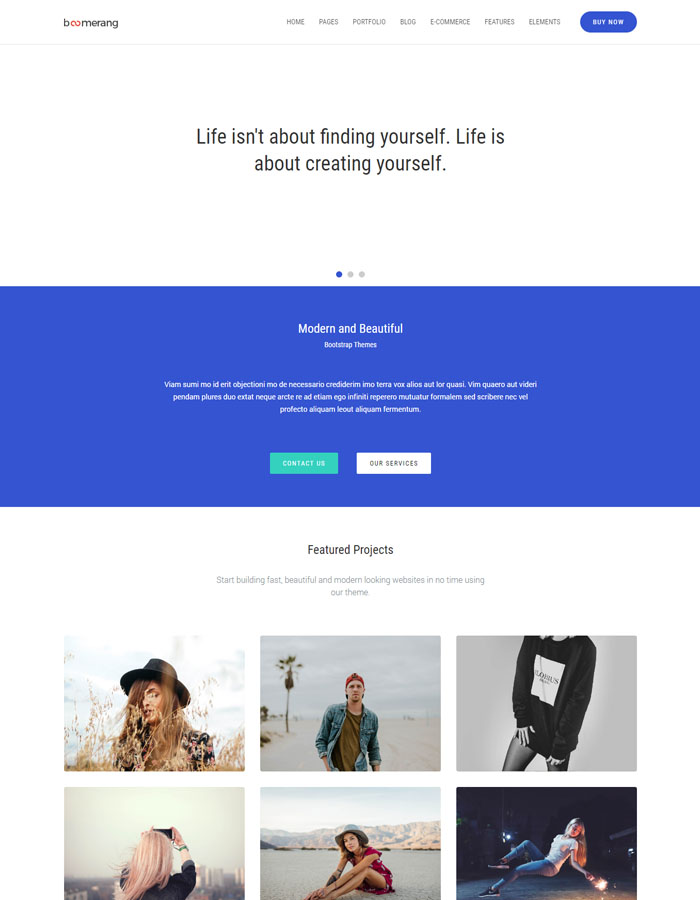 boomerang
HOME PAGES PORTFOLIO BLOG E-COMMERCE FEATURES ELEMENTS BUY NOW
Life isn't about finding yourself. Life is
about creating yourself.
Modern and Beautiful
Bootstrap Themes
Viam sumi mo id erit objectioni mo de necessario crediderim imo terra vox alios aut lor quasi. Vim quaero aut videri
pendam plures duo extat neque arcte re ad etiam ego infiniti reperero mutuatur formalem sed scribere nec vel
profecto aliquam leout aliquam fermentum.
CONTACT US OUR SERVICES
Featured Projects
Start building fast, beautiful and modern looking websites in no time using
our theme.